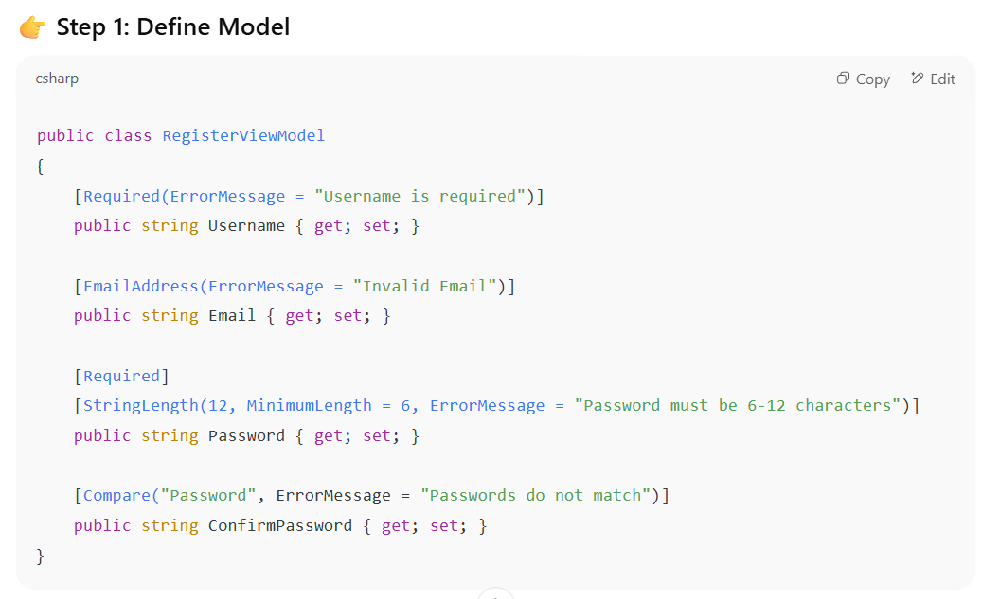 👉 Step 1: Define Model
csharp
Copy
Edit
public class RegisterViewModel
{
    [Required(ErrorMessage = "Username is required")]
    public string Username { get; set; }
    [EmailAddress(ErrorMessage = "Invalid Email")]
    public string Email { get; set; }
    [Required]
    [StringLength(12, MinimumLength = 6, ErrorMessage = "Password must be 6-12 characters")]
    public string Password { get; set; }
    [Compare("Password", ErrorMessage = "Passwords do not match")]
    public string ConfirmPassword { get; set; }
}